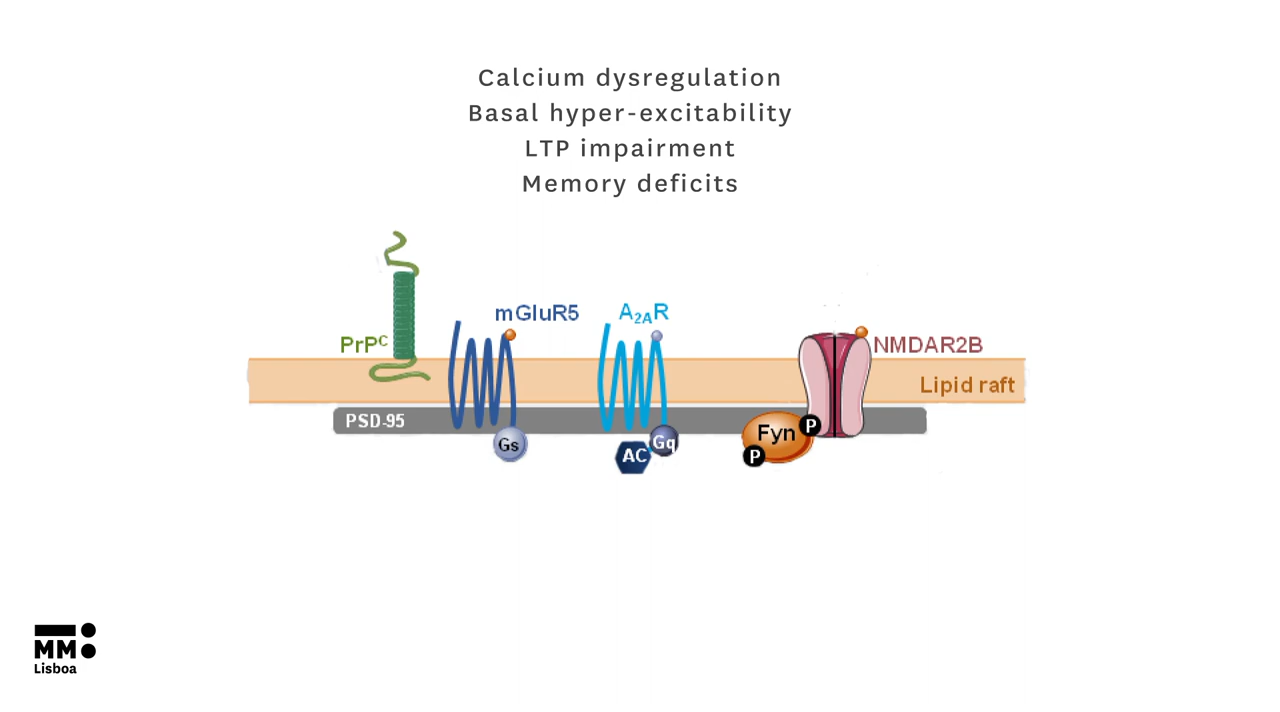 Calcium dysregulation
Basal hyper-excitability
LTP impairment
Memory deficits
mGluR5
A2AR
PrPC
NMDAR2B
Lipid raft
PSD-95
Gs
AC
Gq
Fyn
P
P
MM
Lisboa